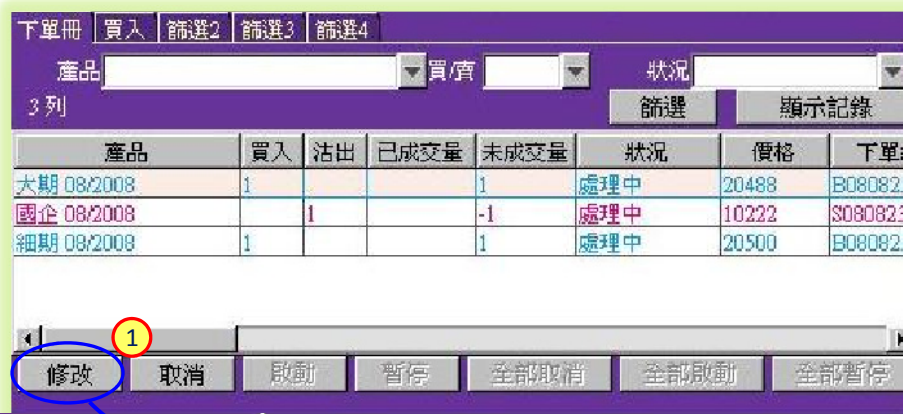 下單冊 買入 篩選2 篩選3 篩選4
產品 買/賣 狀況
3 列 篩選 顯示記錄
產品 買入 沽出 已成交量 未成交量 狀況 價格 下單
大期 08/2008 1 1 處理中 20488 B08082
國企 08/2008 1 -1 處理中 10222 S080823
細期 08/2008 1 1 處理中 20500 B08082
1
修改 取消 啟動 暫停 全部取消 全部啟動 全部暫停